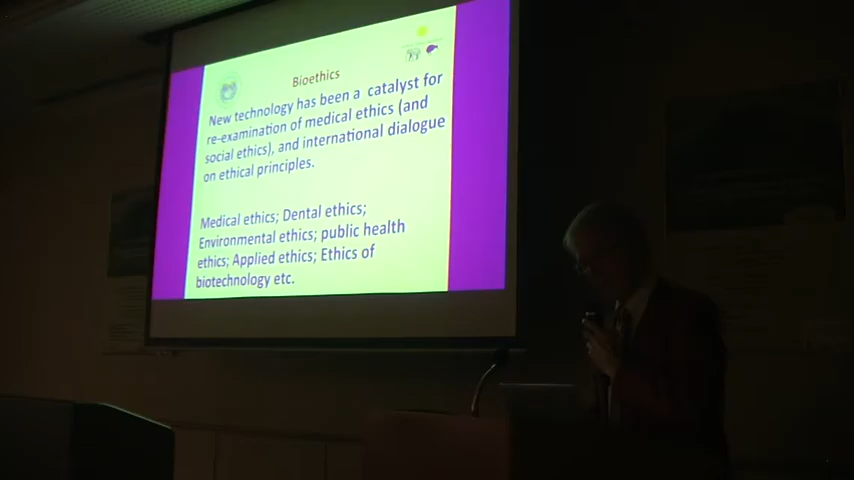 Bioethics
New technology has been a catalyst for
re-examination of medical ethics (and
social ethics), and international dialogue
on ethical principles.
Medical ethics; Dental ethics;
Environmental ethics; public health
ethics; Applied ethics; Ethics of
biotechnology etc.